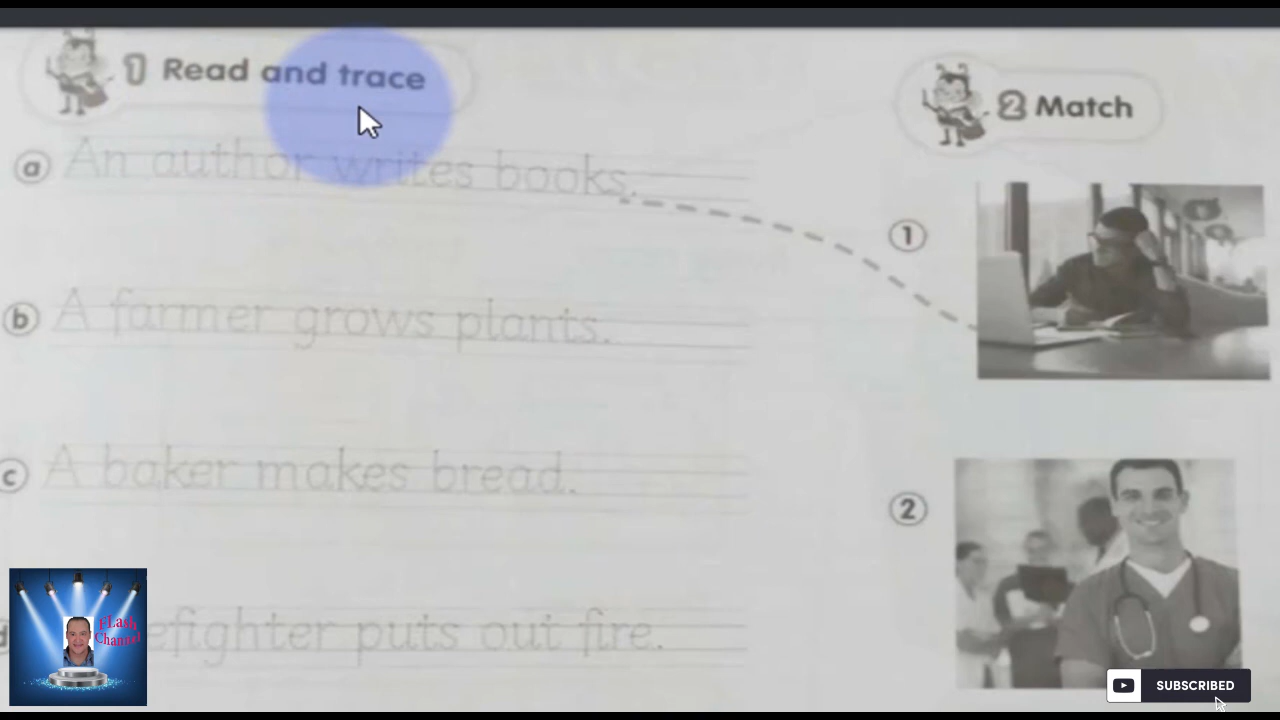 1 Read and trace
2 Match
a An author writes books.
1
b A farmer grows plants.
c A baker makes bread.
2
puts out fire.
FLash
Channel
SUBSCRIBED